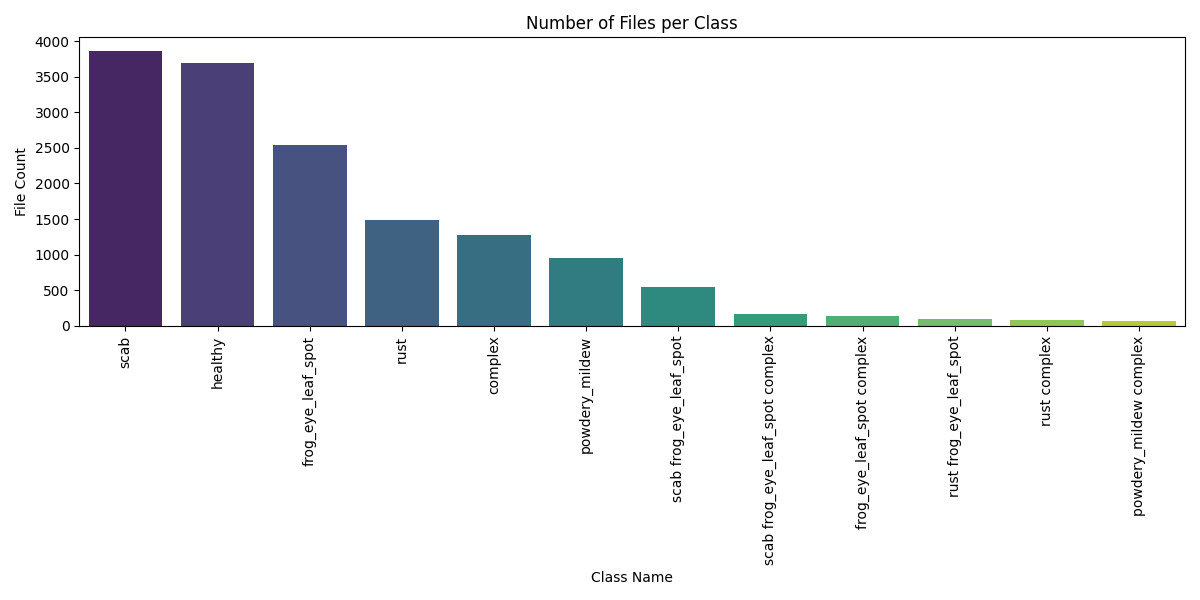 Number of Files per Class
File Count
4000
3500
3000
2500
2000
1500
1000
500
0
scab
healthy
frog_eye_leaf_spot
rust
complex
powdery_mildew
scab frog_eye_leaf_spot
scab frog_eye_leaf_spot complex
frog_eye_leaf_spot complex
rust frog_eye_leaf_spot
rust complex
powdery_mildew complex
Class Name